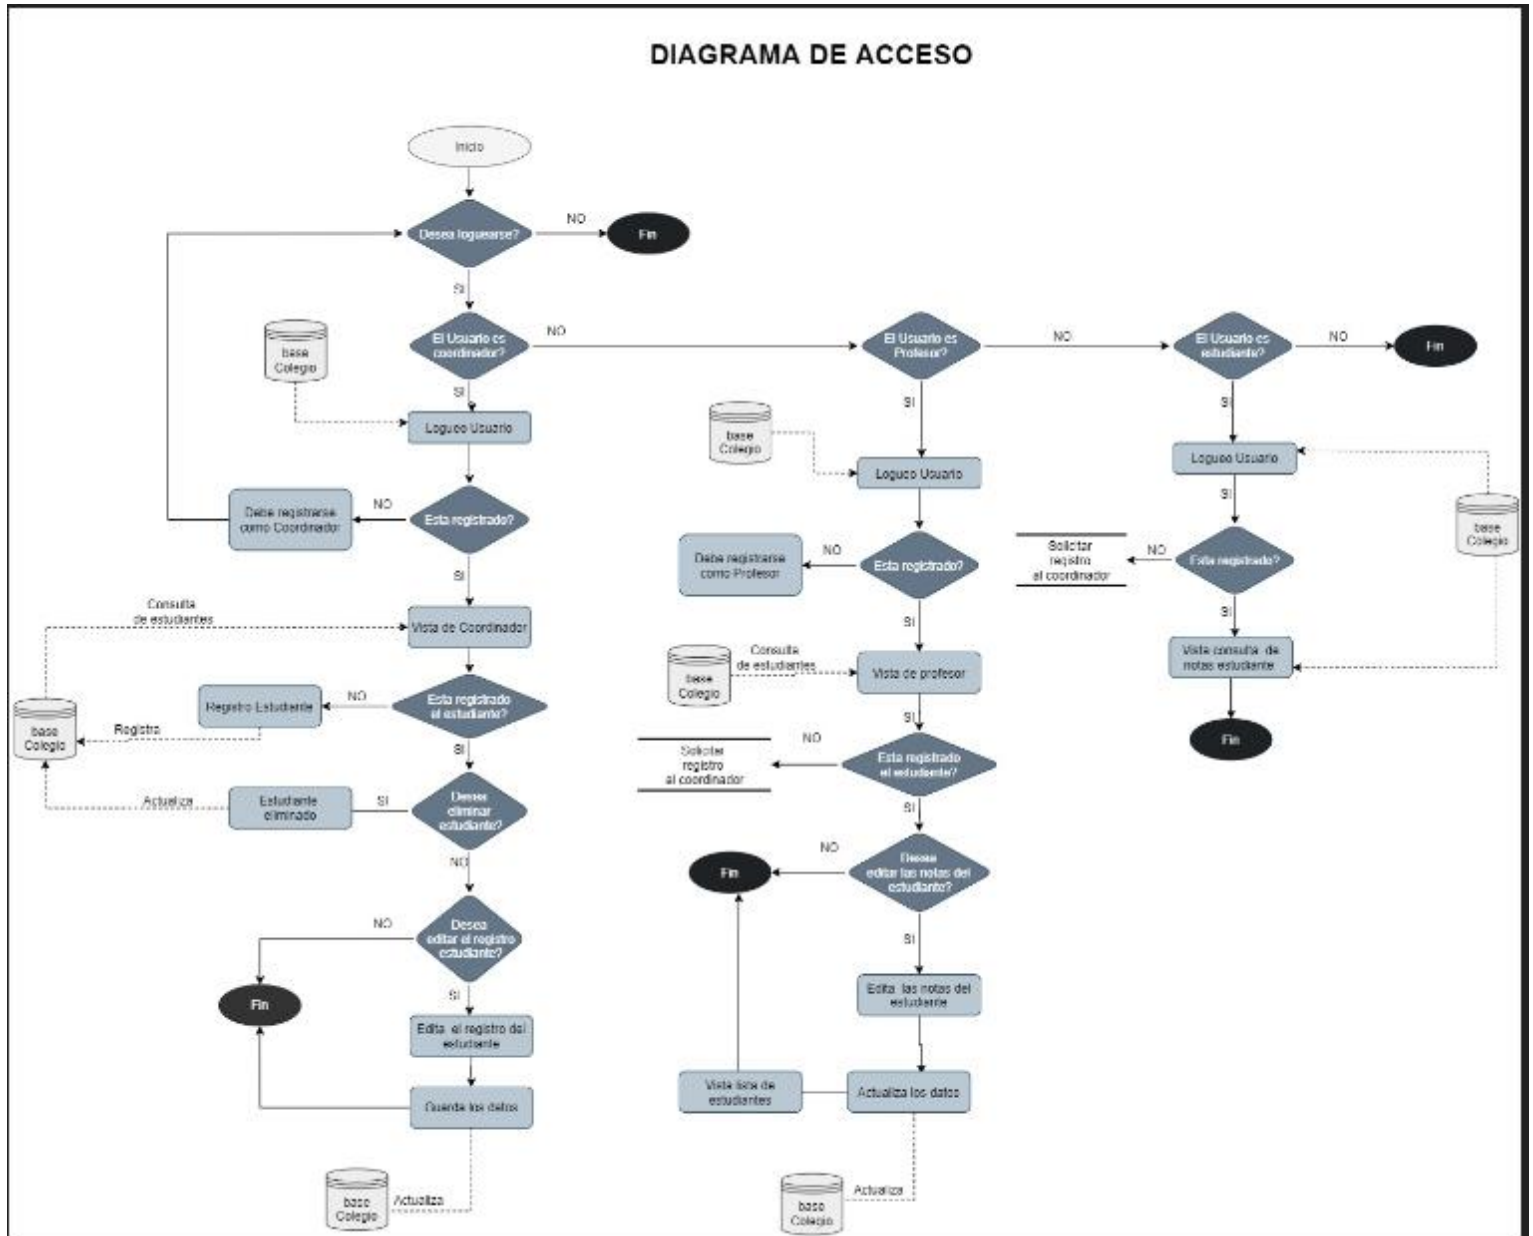 DIAGRAMA DE ACCESO
Inicio
Desea loguearse?
NO
Fin
SI
El Usuario es
coordinador?
NO
El Usuario es
Profesor?
NO
El Usuario es
estudiante?
NO
Fin
base
Colegio
SI
Logueo Usuario
Debe registrarse
como Coordinador
NO
Esta registrado?
SI
Consulta
de estudiantes
Vista de Coordinador
base
Colegio
Registra
Registro Estudiante
NO
Esta registrado
el estudiante?
SI
Actualiza
Estudiante
eliminado
SI
Desea
eliminar
estudiante?
NO
NO
Desea
editar el registro
estudiante?
Fin
SI
Edita el registro del
estudiante
Guarda los datos
base
Colegio
Actualiza
SI
base
Colegio
Logueo Usuario
Debe registrarse
como Profesor
NO
Esta registrado?
SI
base
Colegio
Consulta
de estudiantes
Vista de profesor
SI
Solicitar
registro
al coordinador
NO
Esta registrado
el estudiante?
SI
Fin
NO
Desea
editar las notas del
estudiante?
SI
Edita las notas del
estudiante
Vista lista de
estudiantes
Actualiza los datos
base
Colegio
Actualiza
SI
Logueo Usuario
SI
base
Colegio
Solicitar
registro
al coordinador
NO
Esta registrado?
SI
Vista consulta de
notas estudiante
Fin